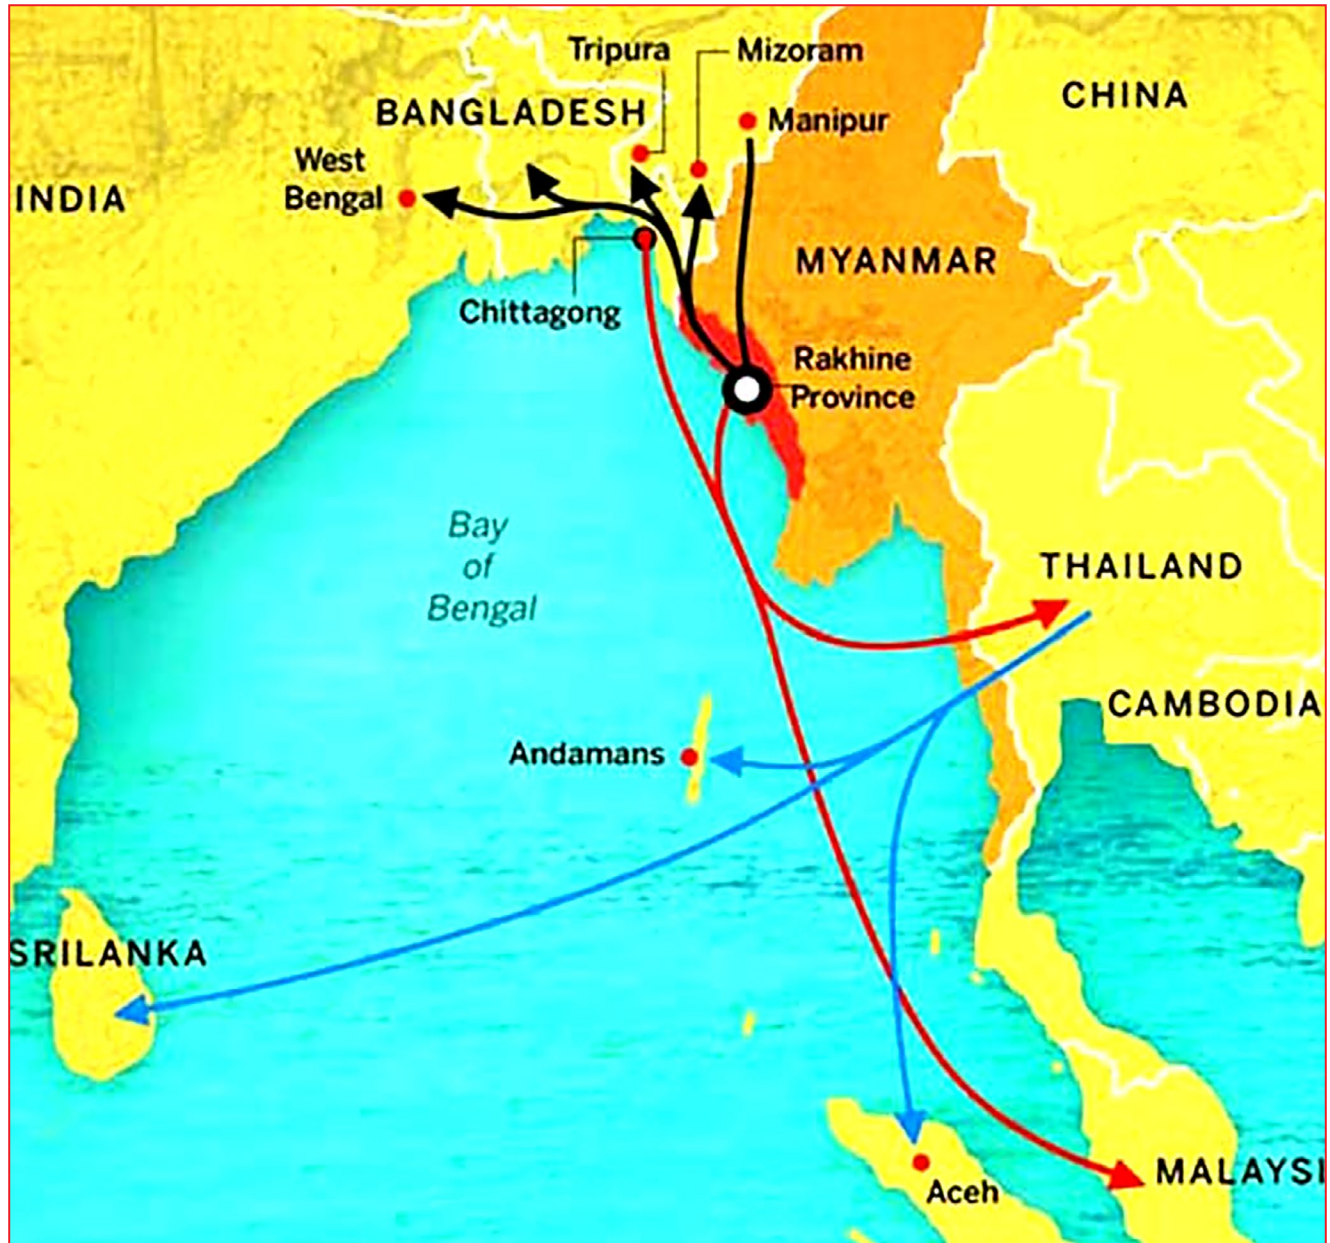 Tripura
Mizoram
CHINA
BANGLADESH
Manipur
West
Bengal
INDIA
MYANMAR
Chittagong
Rakhine
Province
Bay
of
Bengal
THAILAND
CAMBODIA
Andamans
SRILANKA
MALAYSI
Aceh